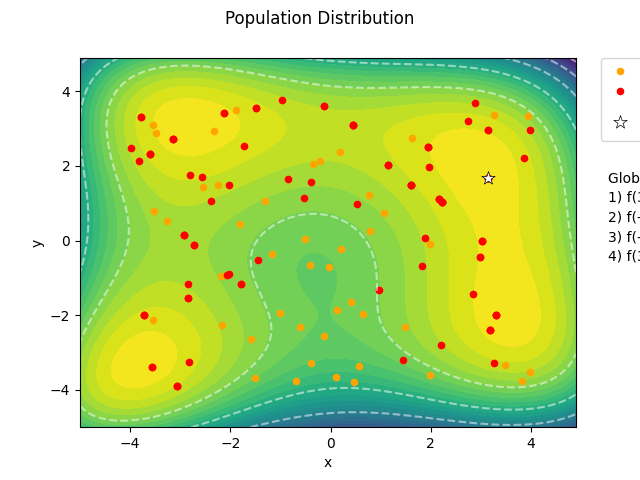 Population Distribution
4
2
0
−2
−4
y
−4
−2
0
2
4
x
Glob
1) f(3
2) f(-
3) f(-
4) f(3